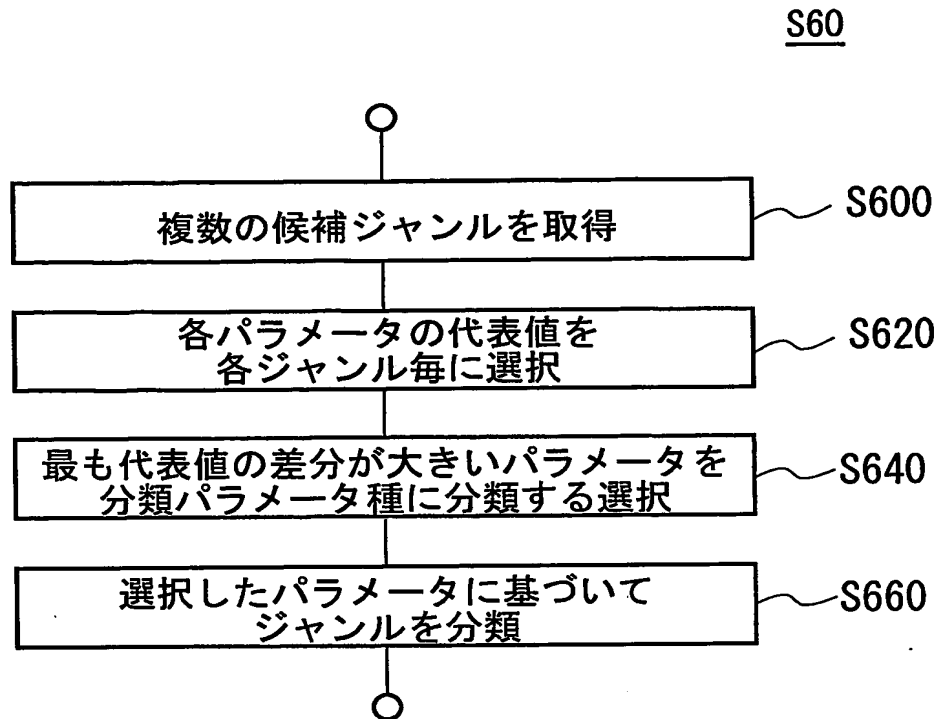 S60
複数の候補ジャンルを取得
S600
各パラメータの代表値を
各ジャンル毎に選択
S620
最も代表値の差分が大きいパラメータを
分類パラメータ種に分類する選択
S640
選択したパラメータに基づいて
ジャンルを分類
S660